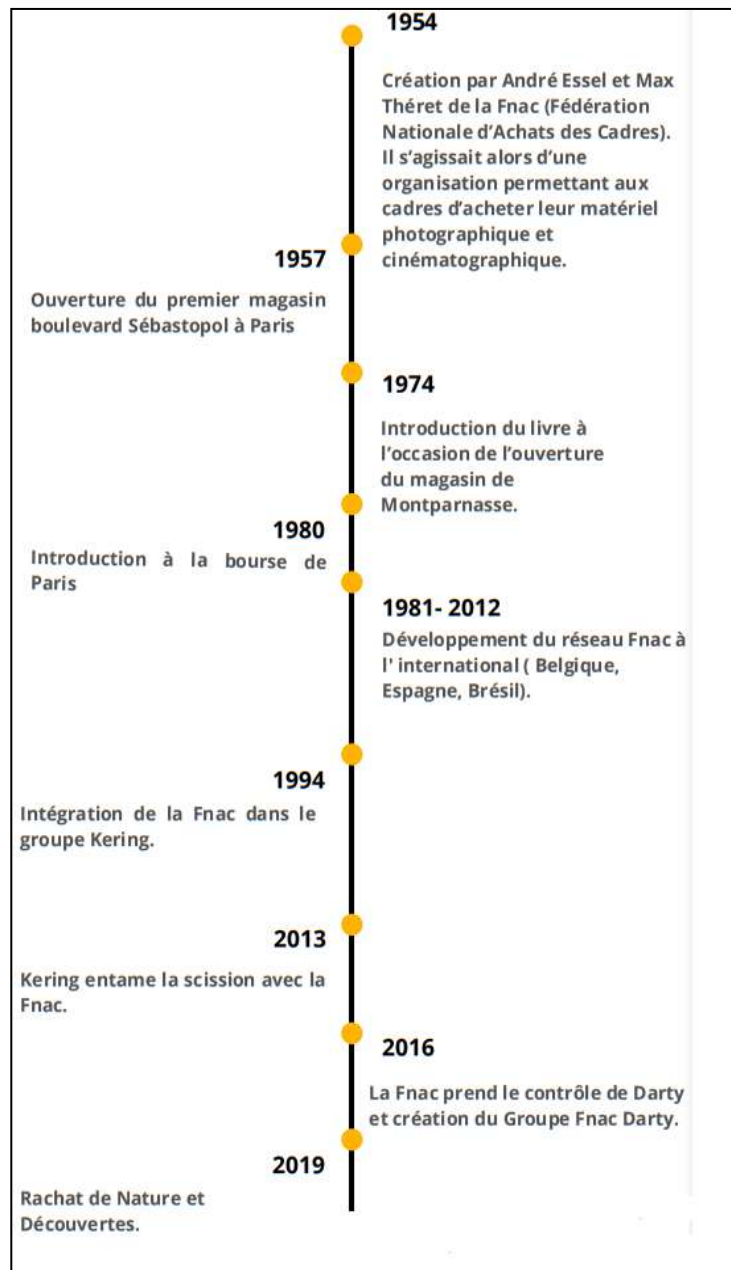 1954
Création par André Essel et Max
Théret de la Fnac (Fédération
Nationale d’Achats des Cadres).
Il s’agissait alors d’une
organisation permettant aux
cadres d’acheter leur matériel
photographique et
cinématographique.
1957
Ouverture du premier magasin
boulevard Sébastopol à Paris
1974
Introduction du livre à
l’occasion de l’ouverture
du magasin de
Montparnasse.
1980
Introduction à la bourse de
Paris
1981- 2012
Développement du réseau Fnac à
l' international ( Belgique,
Espagne, Brésil).
1994
Intégration de la Fnac dans le
groupe Kering.
2013
Kering entame la scission avec la
Fnac.
2016
La Fnac prend le contrôle de Darty
et création du Groupe Fnac Darty.
2019
Rachat de Nature et
Découvertes.